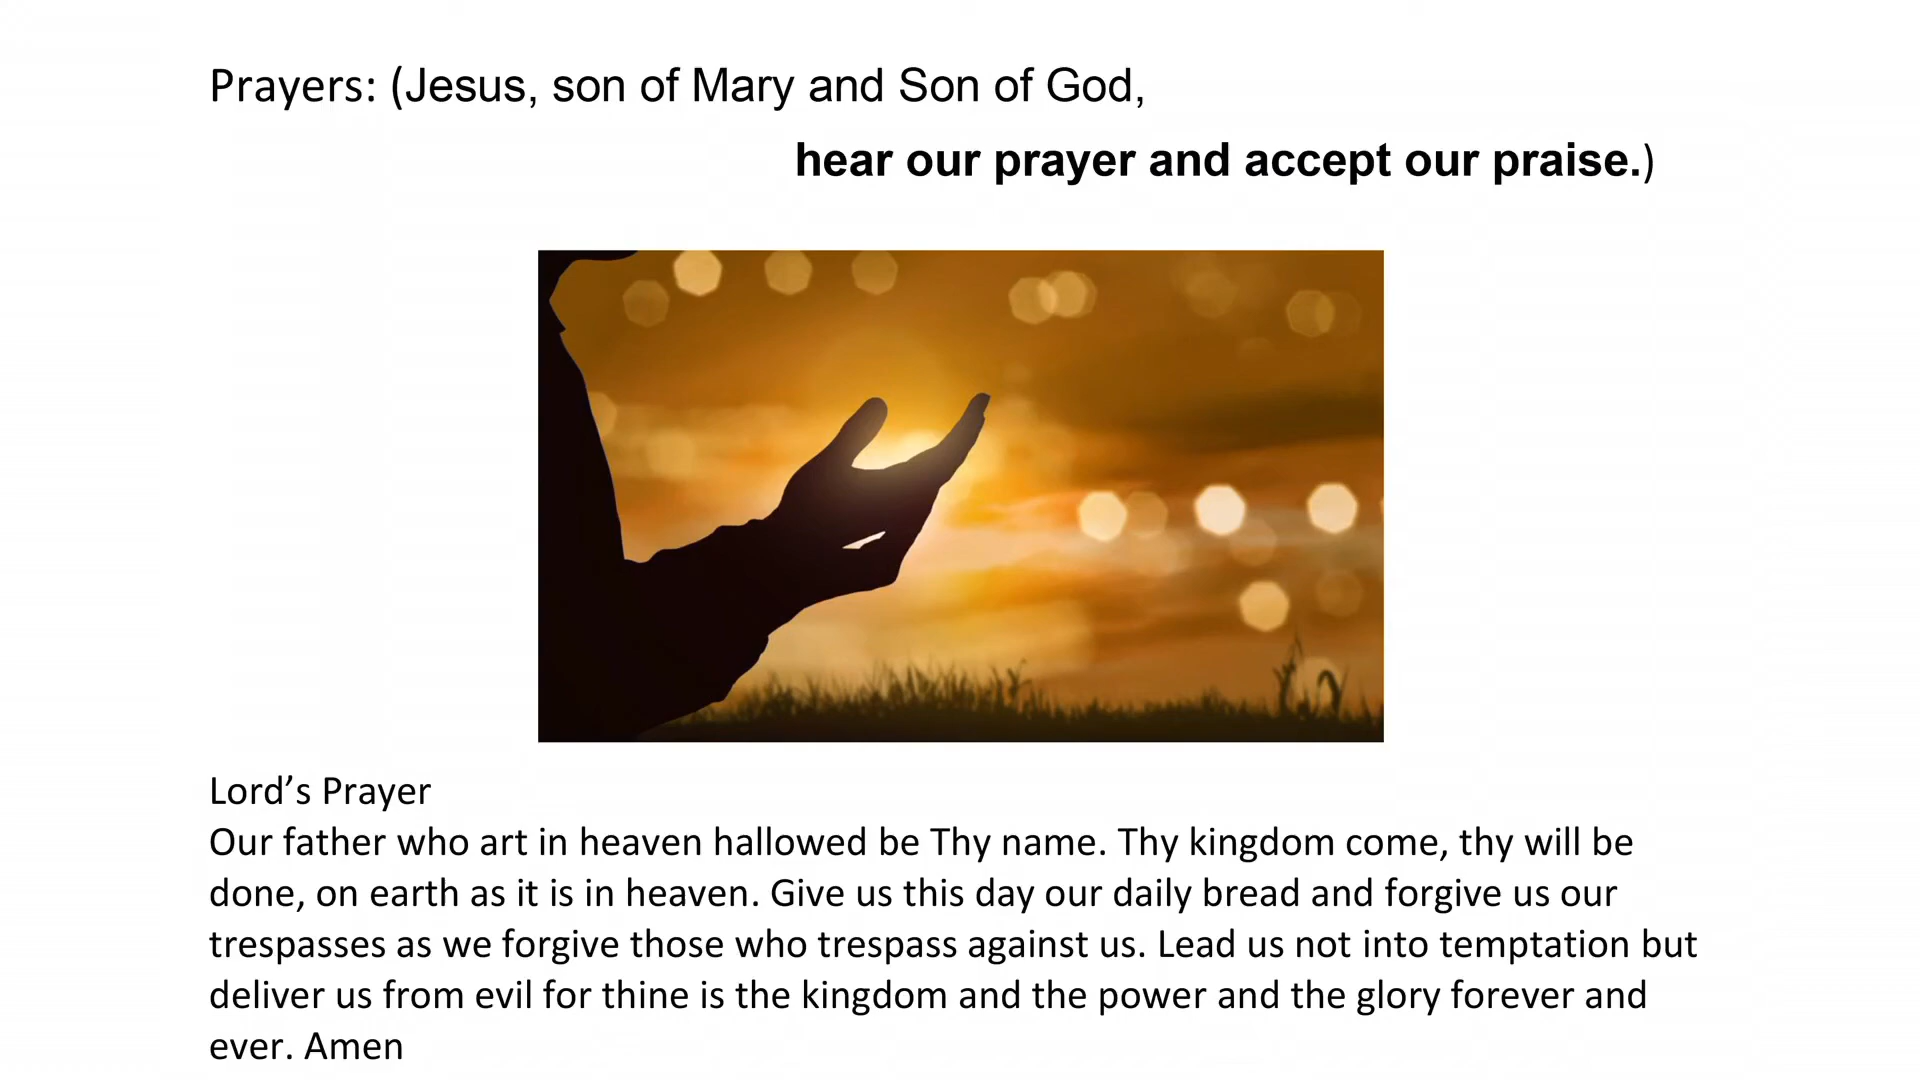 Prayers: (Jesus, son of Mary and Son of God,
hear our prayer and accept our praise.)
Lord’s Prayer
Our father who art in heaven hallowed be Thy name. Thy kingdom come, thy will be
done, on earth as it is in heaven. Give us this day our daily bread and forgive us our
trespasses as we forgive those who trespass against us. Lead us not into temptation but
deliver us from evil for thine is the kingdom and the power and the glory forever and
ever. Amen